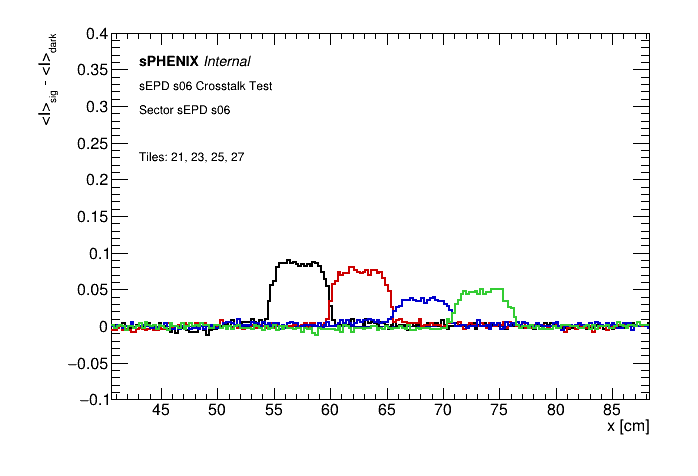 0.4
0.35
0.3
0.25
0.2
0.15
0.1
0.05
0
−0.05
−0.1
<I>sig - <I>dark
sPHENIX Internal
sEPD s06 Crosstalk Test
Sector sEPD s06
Tiles: 21, 23, 25, 27
45 50 55 60 65 70 75 80 85
x [cm]